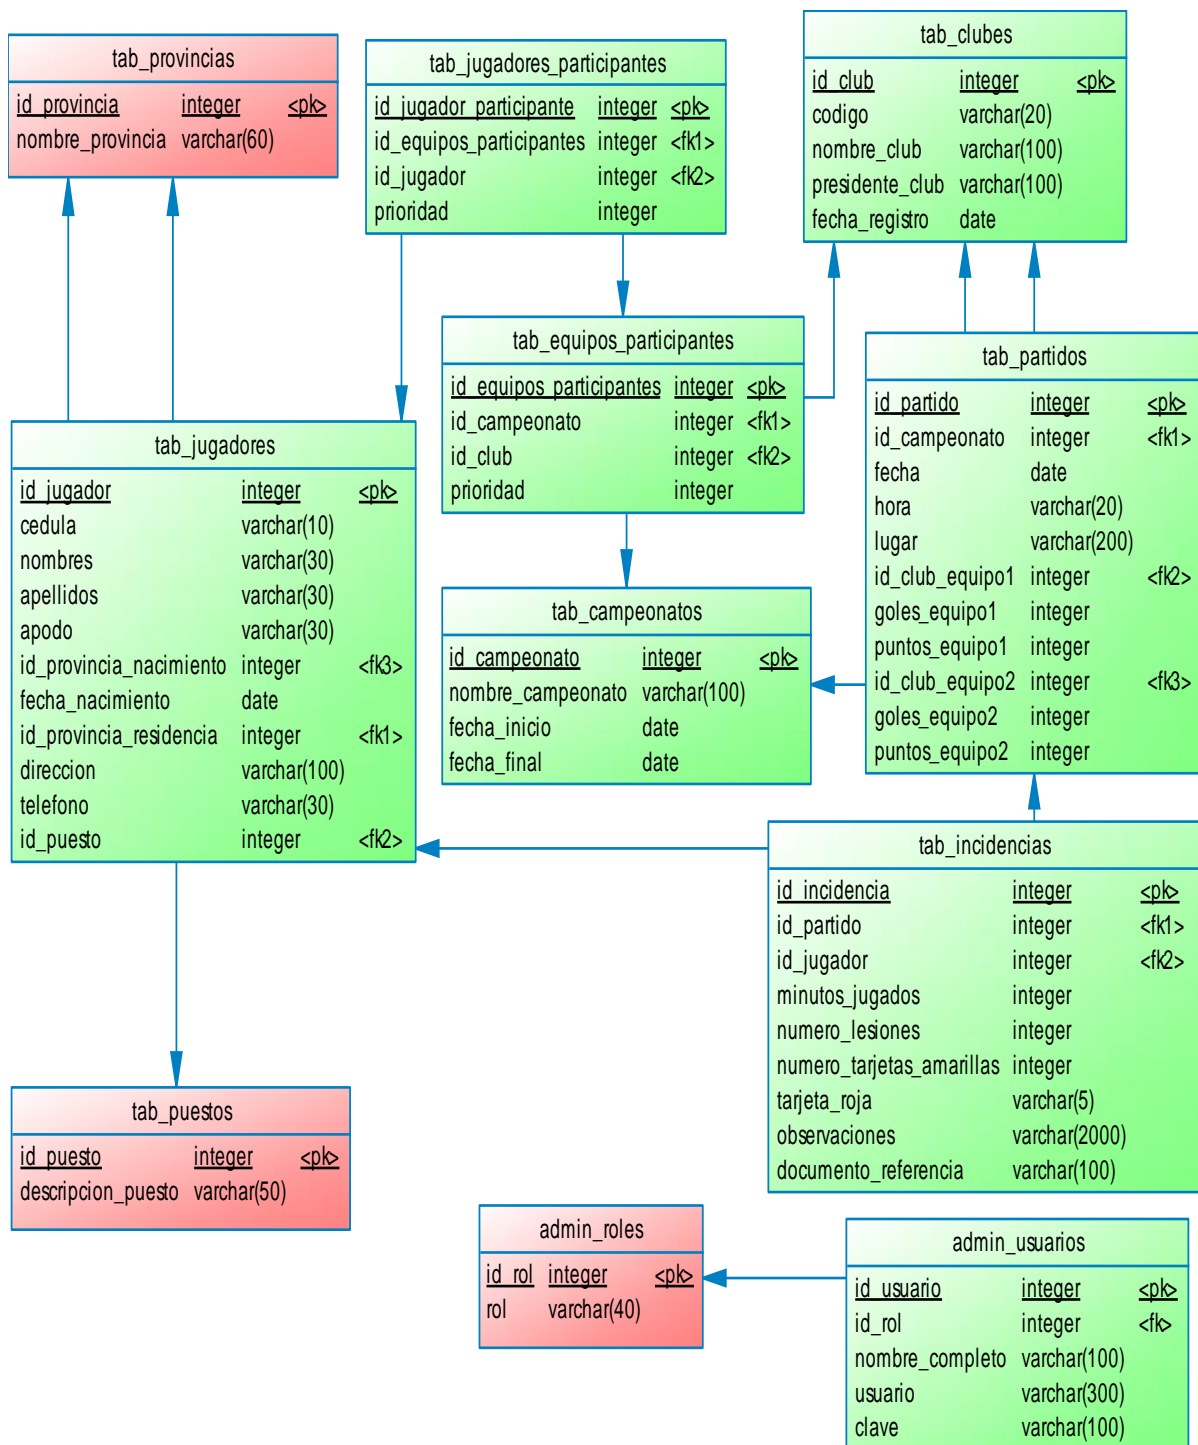 tab_provincias
id_provincia integer <pk>
nombre_provincia varchar(60)
tab_jugadores_participantes
id_jugador_participante integer <pk>
id_equipos_participantes integer <fk1>
id_jugador integer <fk2>
prioridad integer
tab_clubes
id_club integer <pk>
codigo varchar(20)
nombre_club varchar(100)
presidente_club varchar(100)
fecha_registro date
tab_equipos_participantes
id_equipos_participantes integer <pk>
id_campeonato integer <fk1>
id_club integer <fk2>
prioridad integer
tab_partidos
id_partido integer <pk>
id_campeonato integer <fk1>
fecha date
hora varchar(20)
lugar varchar(200)
id_club_equipo1 integer <fk2>
goles_equipo1 integer
puntos_equipo1 integer
id_club_equipo2 integer <fk3>
goles_equipo2 integer
puntos_equipo2 integer
tab_jugadores
id_jugador integer <pk>
cedula varchar(10)
nombres varchar(30)
apellidos varchar(30)
apodo varchar(30)
id_provincia_nacimiento integer <fk3>
fecha_nacimiento date
id_provincia_residencia integer <fk1>
direccion varchar(100)
telefono varchar(30)
id_puesto integer <fk2>
tab_campeonatos
id_campeonato integer <pk>
nombre_campeonato varchar(100)
fecha_inicio date
fecha_final date
tab_incidencias
id_incidencia integer <pk>
id_partido integer <fk1>
id_jugador integer <fk2>
minutos_jugados integer
numero_lesiones integer
numero_tarjetas_amarillas integer
tarjeta_roja varchar(5)
observaciones varchar(2000)
documento_referencia varchar(100)
tab_puestos
id_puesto integer <pk>
descripcion_puesto varchar(50)
admin_roles
id_rol integer <pk>
rol varchar(40)
admin_usuarios
id_usuario integer <pk>
id_rol integer <fk>
nombre_completo varchar(100)
usuario varchar(300)
clave varchar(100)